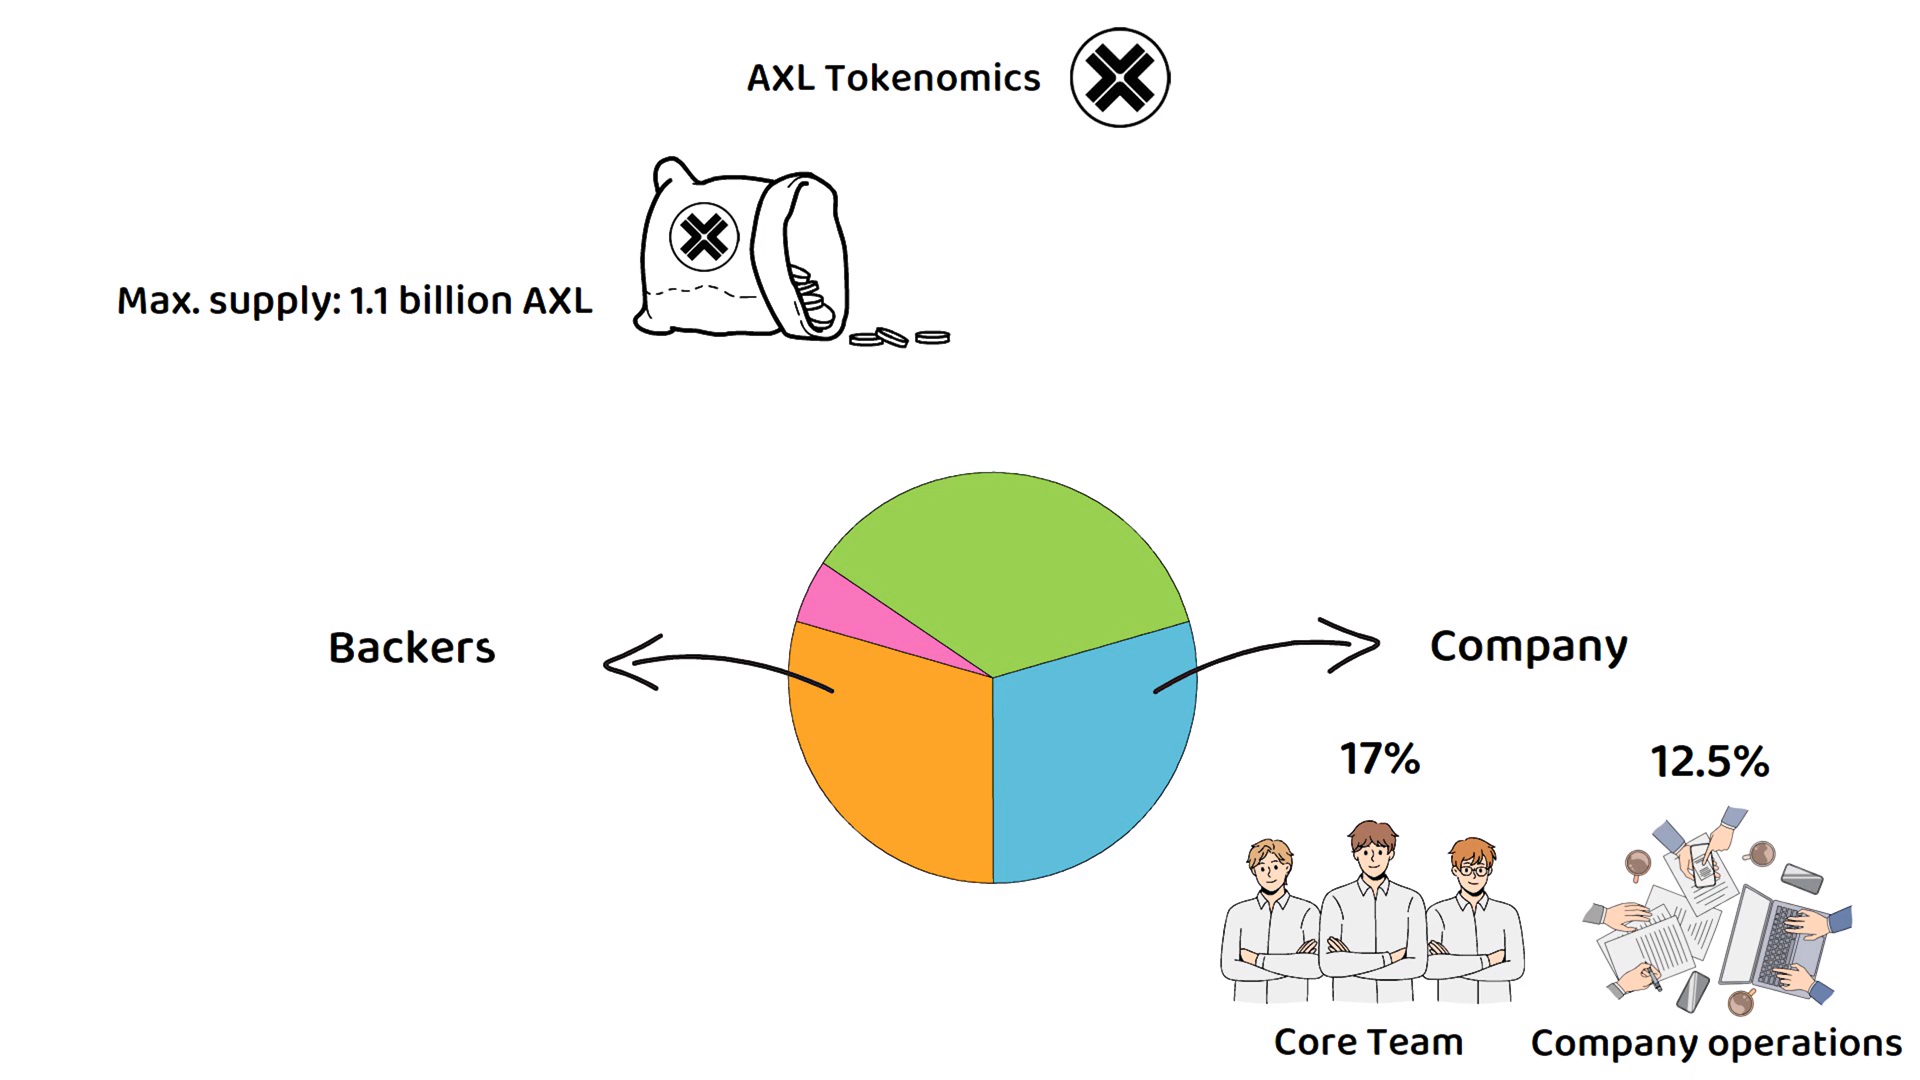 AXL Tokenomics
Max. supply: 1.1 billion AXL
Backers
Company
17%
12.5%
Core Team
Company operations